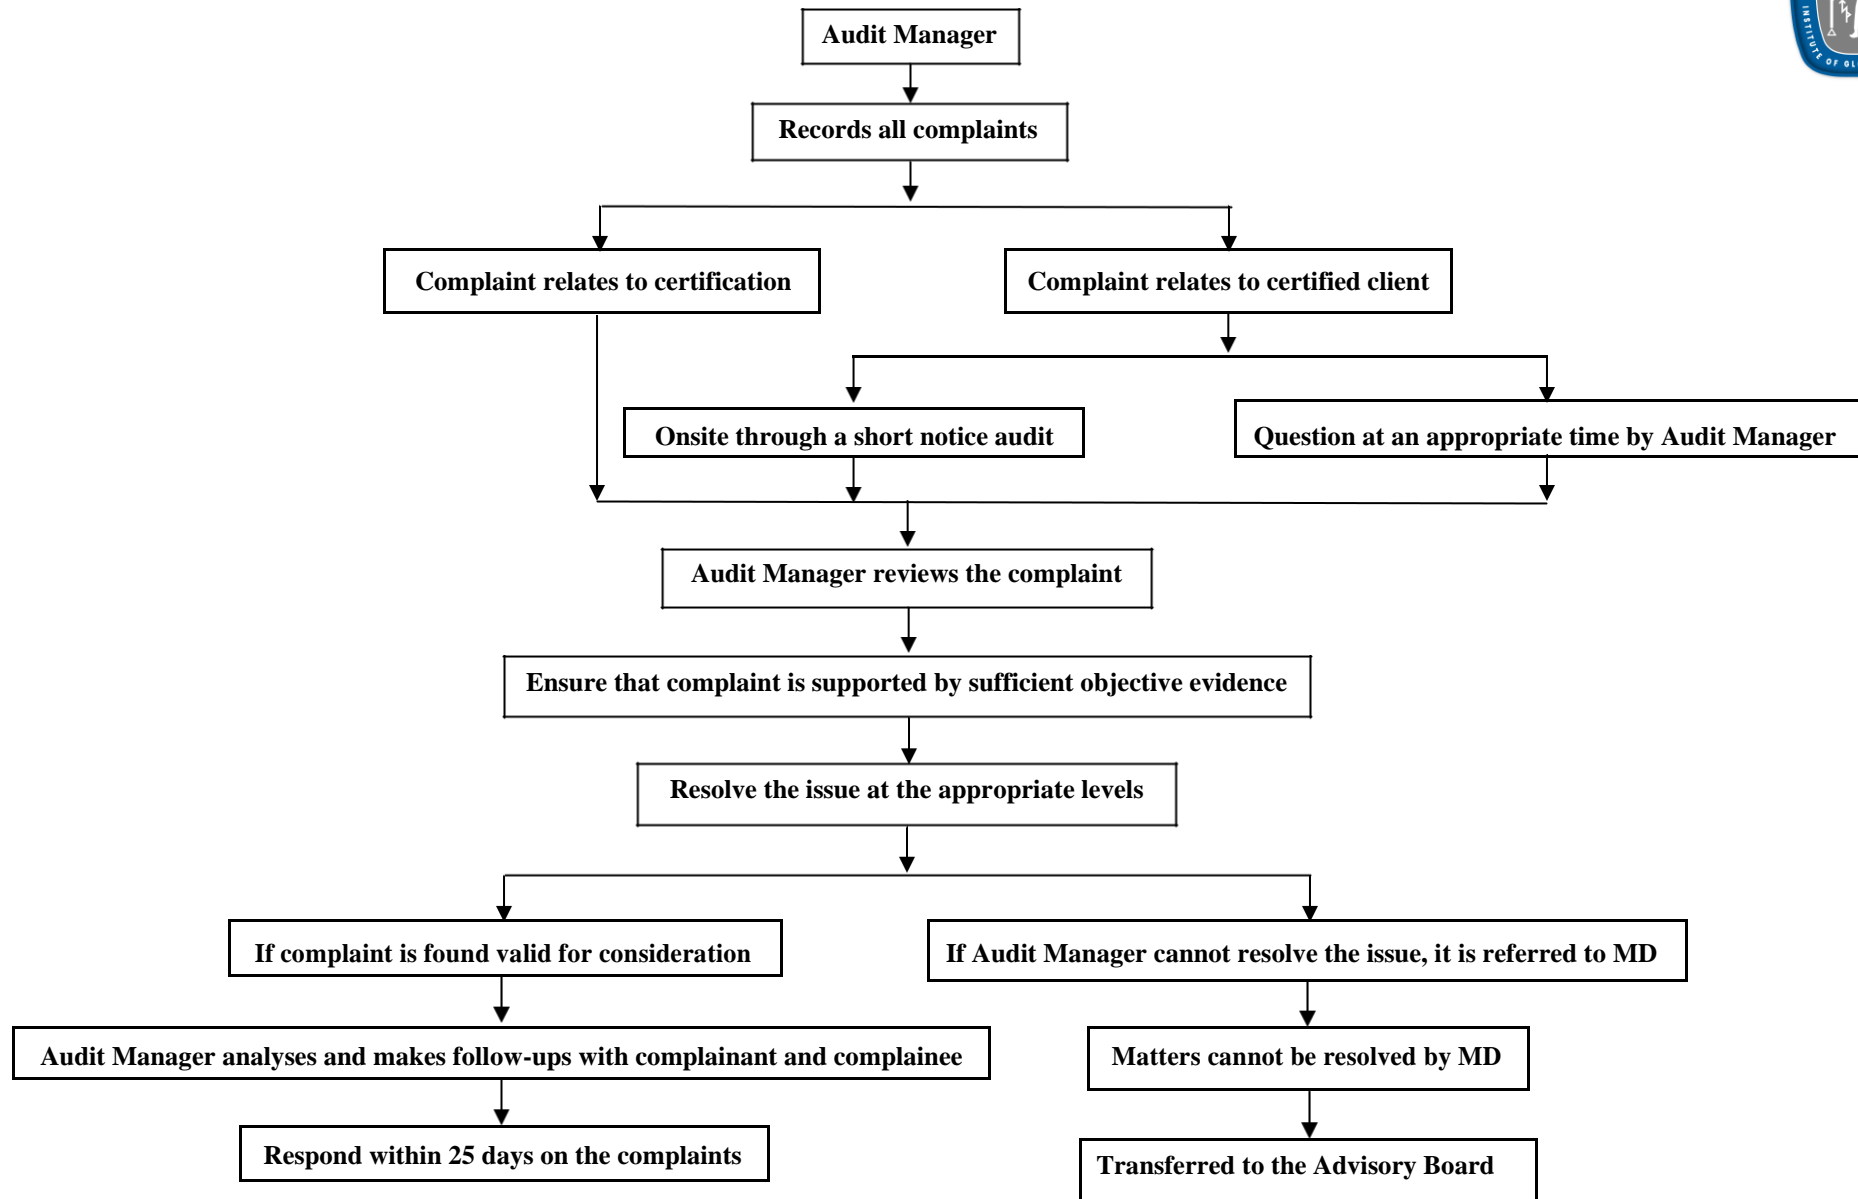 Audit Manager
INSTITUTE OF
Records all complaints
Complaint relates to certification
Complaint relates to certified client
Onsite through a short notice audit
Question at an appropriate time by Audit Manager
Audit Manager reviews the complaint
Ensure that complaint is supported by sufficient objective evidence
Resolve the issue at the appropriate levels
If complaint is found valid for consideration
If Audit Manager cannot resolve the issue, it is referred to MD
Audit Manager analyses and makes follow-ups with complainant and complainee
Matters cannot be resolved by MD
Respond within 25 days on the complaints
Transferred to the Advisory Board